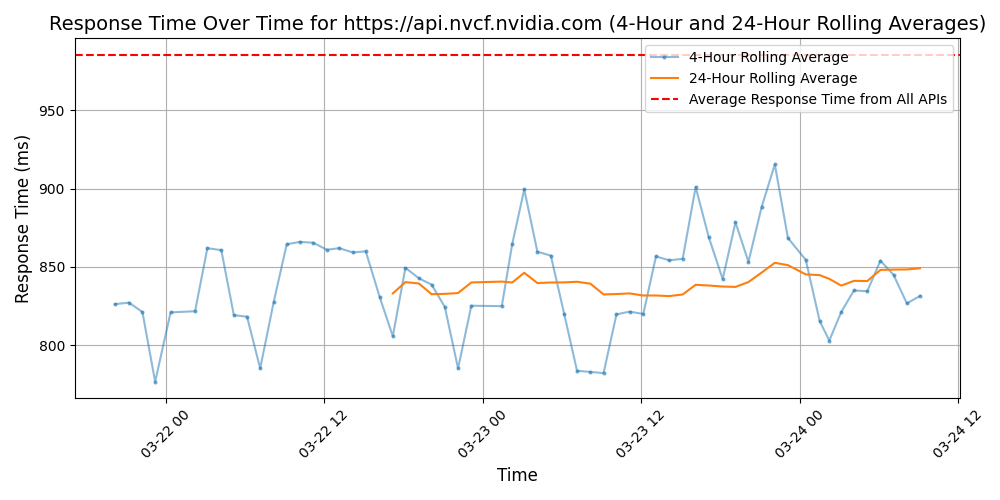 Response Time Over Time for https://api.nvcf.nvidia.com (4-Hour and 24-Hour Rolling Averages)
4-Hour Rolling Average
24-Hour Rolling Average
Average Response Time from All APIs
Response Time (ms)
950
900
850
800
03-22 00
03-22 12
03-23 00
03-23 12
03-24 00
03-24 12
Time